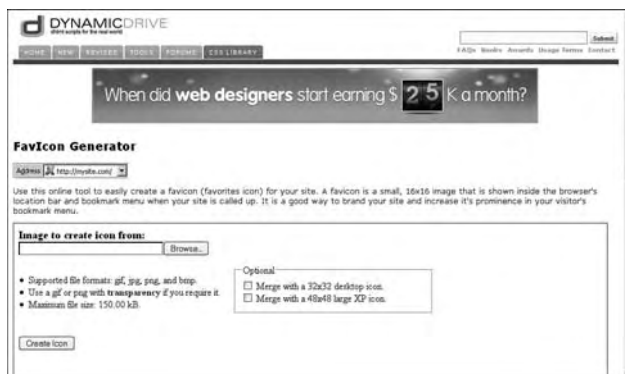 DYNAMICDRIVE
dhtml scripts for the real world
Submit
HOME NEW REVISED TOOLS FORUMS CSS LIBRARY
FAQs Books Awards Usage Terms Contact
When did web designers start earning $ 25 K a month?
FavIcon Generator
Address http://mysite.com/
Use this online tool to easily create a favicon (favorites icon) for your site. A favicon is a small, 16x16 image that is shown inside the browser's
location bar and bookmark menu when your site is called up. It is a good way to brand your site and increase it's prominence in your visitor's
bookmark menu.
Image to create icon from:
Browse...
Optional
• Supported file formats: gif, jpg, png, and bmp.
• Use a gif or png with transparency if you require it.
• Maximum file size: 150.00 kB.
Merge with a 32x32 desktop icon.
Merge with a 48x48 large XP icon.
Create Icon